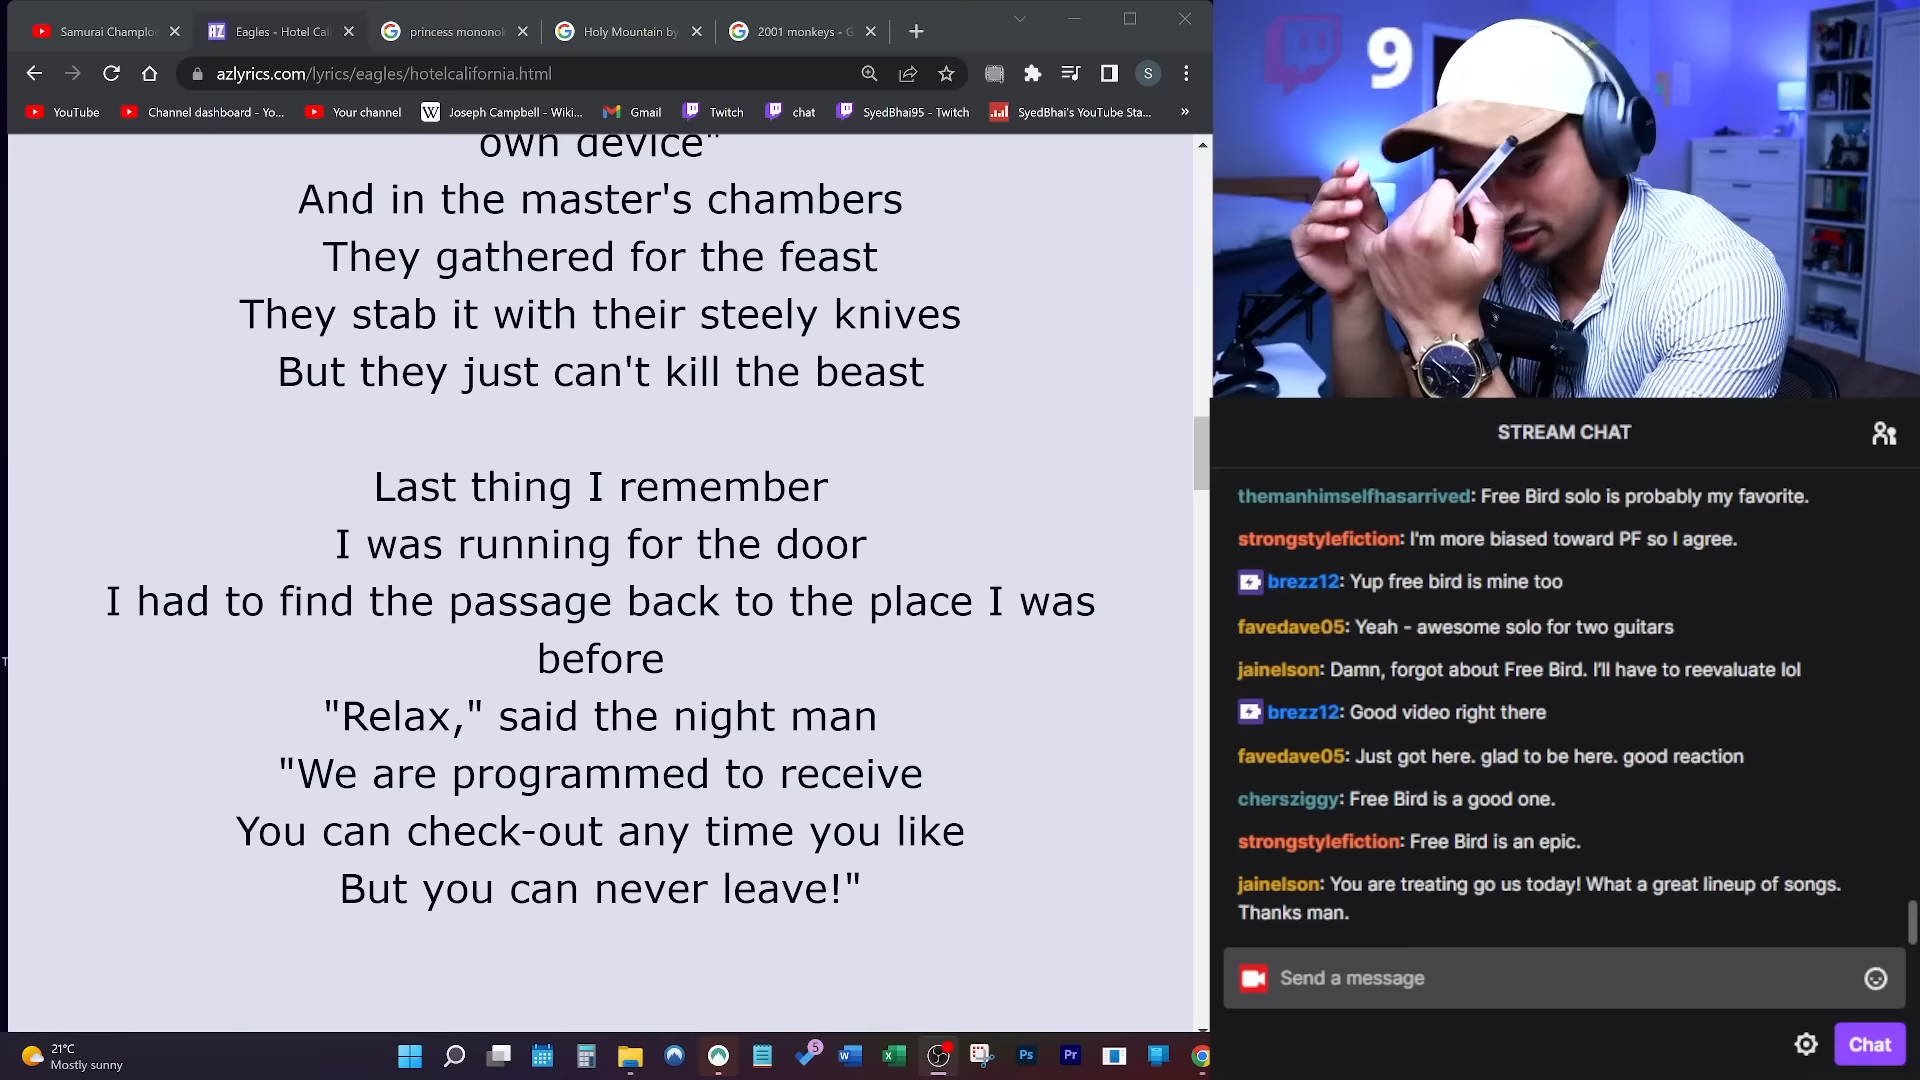 Samurai Champlo
Eagles - Hotel Cal
princess mononok
Holy Mountain by
2001 monkeys - G
azlyrics.com/lyrics/eagles/hotelcalifornia.html
S
YouTube
Channel dashboard - Yo...
Your channel
Joseph Campbell - Wiki...
Gmail
Twitch
chat
SyedBhai95 - Twitch
SyedBhai's YouTube Sta...
»
own device"
And in the master's chambers
They gathered for the feast
They stab it with their steely knives
But they just can't kill the beast
Last thing I remember
I was running for the door
I had to find the passage back to the place I was
before
"Relax," said the night man
"We are programmed to receive
You can check-out any time you like
But you can never leave!"
9
STREAM CHAT
themanhimselfhasarrived: Free Bird solo is probably my favorite.
strongstylefiction: I'm more biased toward PF so I agree.
brezz12: Yup free bird is mine too
favedave05: Yeah - awesome solo for two guitars
jainelson: Damn, forgot about Free Bird. I'll have to reevaluate lol
brezz12: Good video right there
favedave05: Just got here. glad to be here. good reaction
chersziggy: Free Bird is a good one.
strongstylefiction: Free Bird is an epic.
jainelson: You are treating go us today! What a great lineup of songs.
Thanks man.
Send a message
Chat
21°C
Mostly sunny
5
Ps
Pr